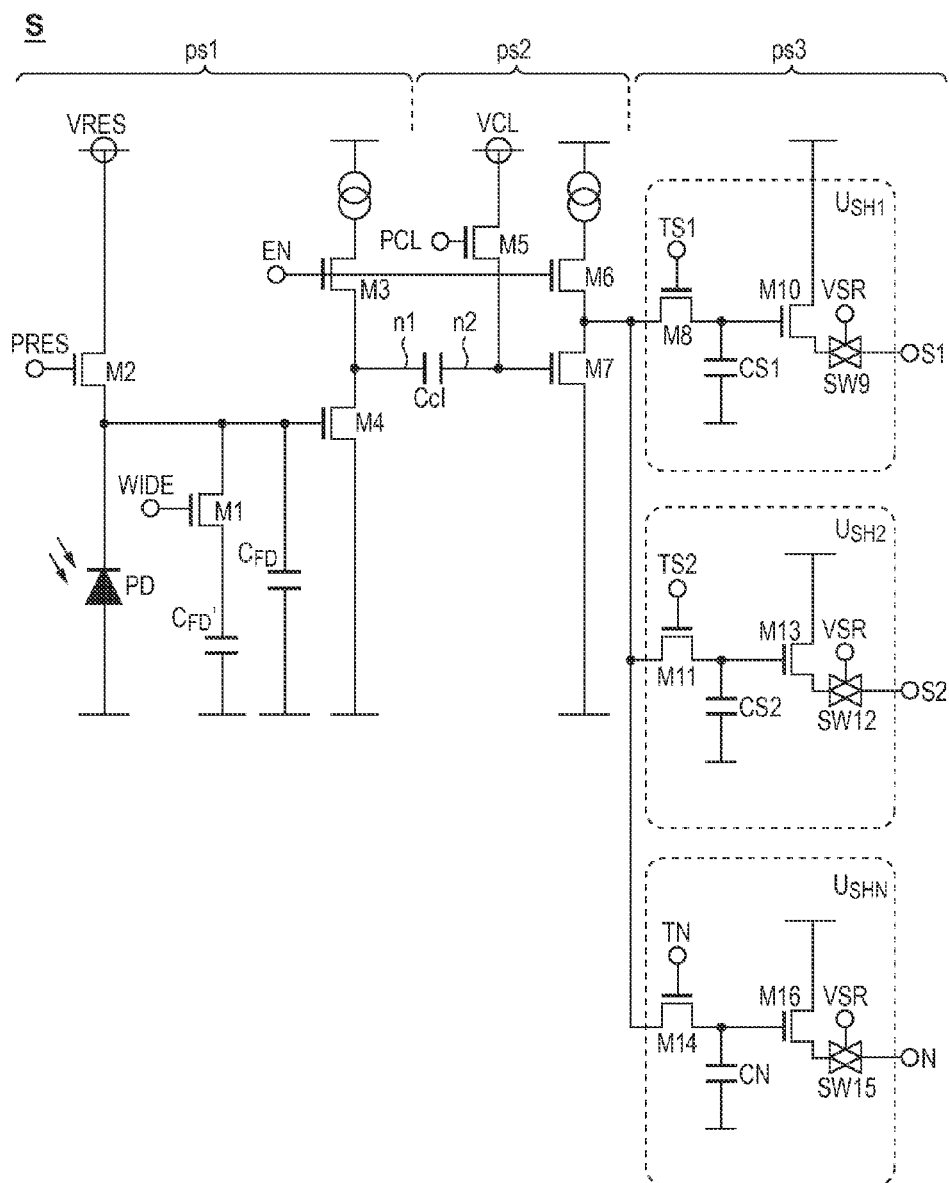 S
ps1
ps2
ps3
VRES
VCL
USH1
EN
M3
PCL
M5
M6
TS1
M10
VSR
M8
CS1
SW9
S1
PRES
M2
n1
n2
Ccl
M7
M4
WIDE
M1
PD
CFD'
CFD
USH2
TS2
M13
VSR
M11
CS2
SW12
S2
USHN
TN
M16
VSR
M14
CN
SW15
N